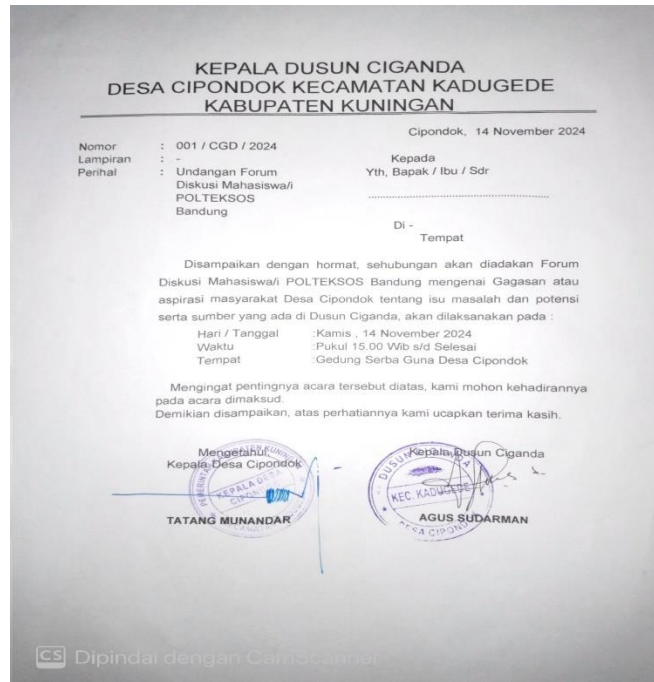 KEPALA DUSUN CIGANDA
DESA CIPONDOK KECAMATAN KADUGEDE
KABUPATEN KUNINGAN
Cipondok, 14 November 2024
Nomor : 001 / CGD / 2024
Lampiran : -
Perihal : Undangan Forum
Diskusi Mahasiswa/i
POLTEKSOS
Bandung
Kepada
Yth, Bapak / Ibu / Sdr
Di -
Tempat
Disampaikan dengan hormat, sehubungan akan diadakan Forum
Diskusi Mahasiswa/i POLTEKSOS Bandung mengenai Gagasan atau
aspirasi masyarakat Desa Cipondok tentang isu masalah dan potensi
serta sumber yang ada di Dusun Ciganda, akan dilaksanakan pada :
Hari / Tanggal :Kamis , 14 November 2024
Waktu :Pukul 15.00 Wib s/d Selesai
Tempat :Gedung Serba Guna Desa Cipondok
Mengingat pentingnya acara tersebut diatas, kami mohon kehadirannya
pada acara dimaksud.
Demikian disampaikan, atas perhatiannya kami ucapkan terima kasih.
Mengetahui,
Kepala Desa Cipondok
KEPALA DESA
TATANG MUNANDAR
Kepala Dusun Ciganda
KEC. KADUGEDE
AGUS SUDARMAN
CS Dipindai dengan CamScanner